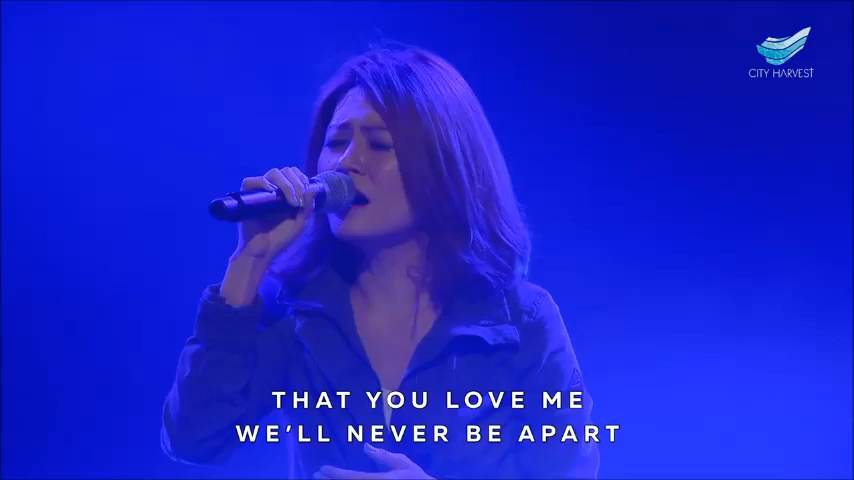 CITY HARVEST
THAT YOU LOVE ME
WE'LL NEVER BE APART